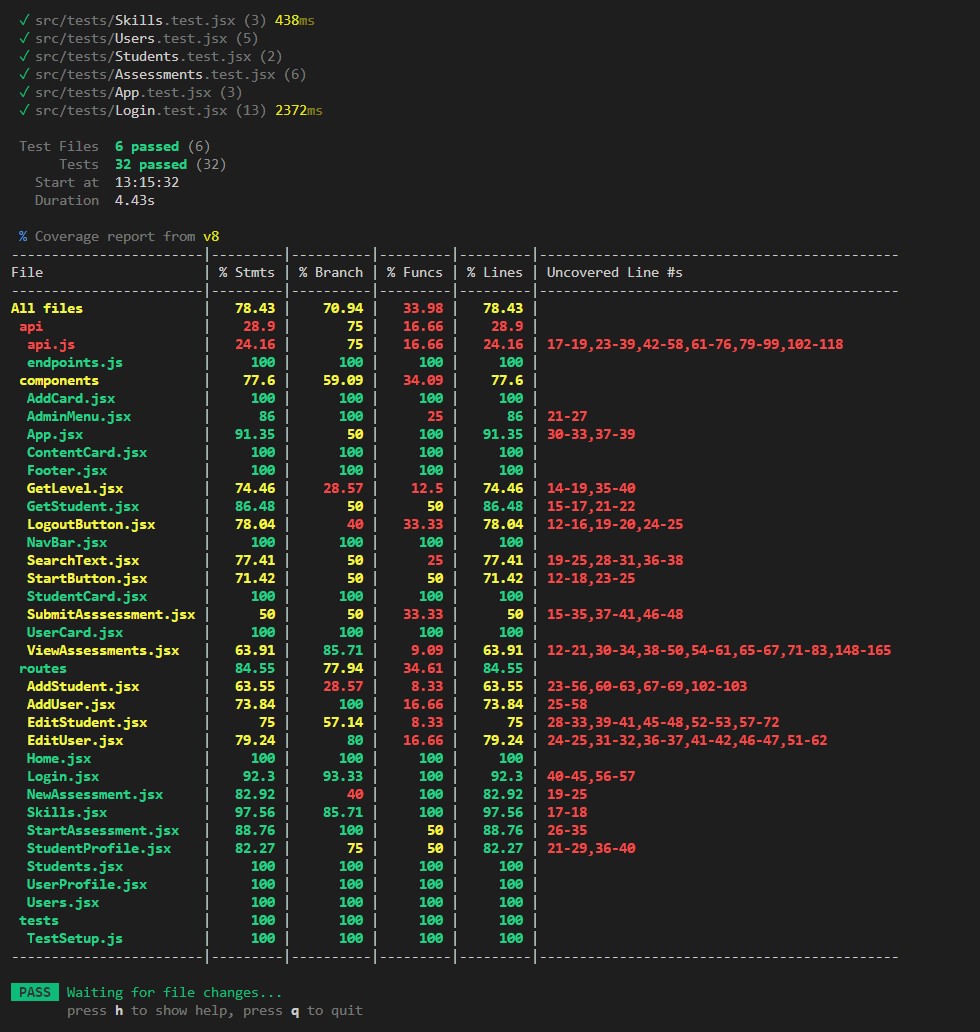 ✓ src/tests/Skills.test.jsx (3) 438ms
✓ src/tests/Users.test.jsx (5)
✓ src/tests/Students.test.jsx (2)
✓ src/tests/Assessments.test.jsx (6)
✓ src/tests/App.test.jsx (3)
✓ src/tests/Login.test.jsx (13) 2372ms
Test Files 6 passed (6)
Tests 32 passed (32)
Start at 13:15:32
Duration 4.43s
% Coverage report from v8
File | % Stmts | % Branch | % Funcs | % Lines | Uncovered Line #s
All files | 78.43 | 70.94 | 33.98 | 78.43 |
api | 28.9 | 75 | 16.66 | 28.9 |
api.js | 24.16 | 75 | 16.66 | 24.16 | 17-19,23-39,42-58,61-76,79-99,102-118
endpoints.js | 100 | 100 | 100 | 100 |
components | 77.6 | 59.09 | 34.09 | 77.6 |
AddCard.jsx | 100 | 100 | 100 | 100 |
AdminMenu.jsx | 86 | 100 | 25 | 86 | 21-27
App.jsx | 91.35 | 50 | 100 | 91.35 | 30-33,37-39
ContentCard.jsx | 100 | 100 | 100 | 100 |
Footer.jsx | 100 | 100 | 100 | 100 |
GetLevel.jsx | 74.46 | 28.57 | 12.5 | 74.46 | 14-19,35-40
GetStudent.jsx | 86.48 | 50 | 50 | 86.48 | 15-17,21-22
LogoutButton.jsx | 78.04 | 40 | 33.33 | 78.04 | 12-16,19-20,24-25
NavBar.jsx | 100 | 100 | 100 | 100 |
SearchText.jsx | 77.41 | 50 | 25 | 77.41 | 19-25,28-31,36-38
StartButton.jsx | 71.42 | 50 | 50 | 71.42 | 12-18,23-25
StudentCard.jsx | 100 | 100 | 100 | 100 |
SubmitAsssessment.jsx | 50 | 50 | 33.33 | 50 | 15-35,37-41,46-48
UserCard.jsx | 100 | 100 | 100 | 100 |
ViewAssessments.jsx | 63.91 | 85.71 | 9.09 | 63.91 | 12-21,30-34,38-50,54-61,65-67,71-83,148-165
routes | 84.55 | 77.94 | 34.61 | 84.55 |
AddStudent.jsx | 63.55 | 28.57 | 8.33 | 63.55 | 23-56,60-63,67-69,102-103
AddUser.jsx | 73.84 | 100 | 16.66 | 73.84 | 25-58
EditStudent.jsx | 75 | 57.14 | 8.33 | 75 | 28-33,39-41,45-48,52-53,57-72
EditUser.jsx | 79.24 | 80 | 16.66 | 79.24 | 24-25,31-32,36-37,41-42,46-47,51-62
Home.jsx | 100 | 100 | 100 | 100 |
Login.jsx | 92.3 | 93.33 | 100 | 92.3 | 40-45,56-57
NewAssessment.jsx | 82.92 | 40 | 100 | 82.92 | 19-25
Skills.jsx | 97.56 | 85.71 | 100 | 97.56 | 17-18
StartAssessment.jsx | 88.76 | 100 | 50 | 88.76 | 26-35
StudentProfile.jsx | 82.27 | 75 | 50 | 82.27 | 21-29,36-40
Students.jsx | 100 | 100 | 100 | 100 |
UserProfile.jsx | 100 | 100 | 100 | 100 |
Users.jsx | 100 | 100 | 100 | 100 |
tests | 100 | 100 | 100 | 100 |
TestSetup.js | 100 | 100 | 100 | 100 |
PASS Waiting for file changes...
press h to show help, press q to quit